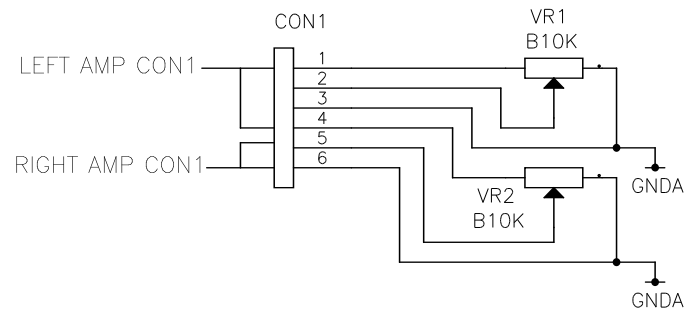 CON1
VR1
B10K
LEFT AMP CON1
1
2
3
4
5
6
RIGHT AMP CON1
GNDA
VR2
B10K
GNDA